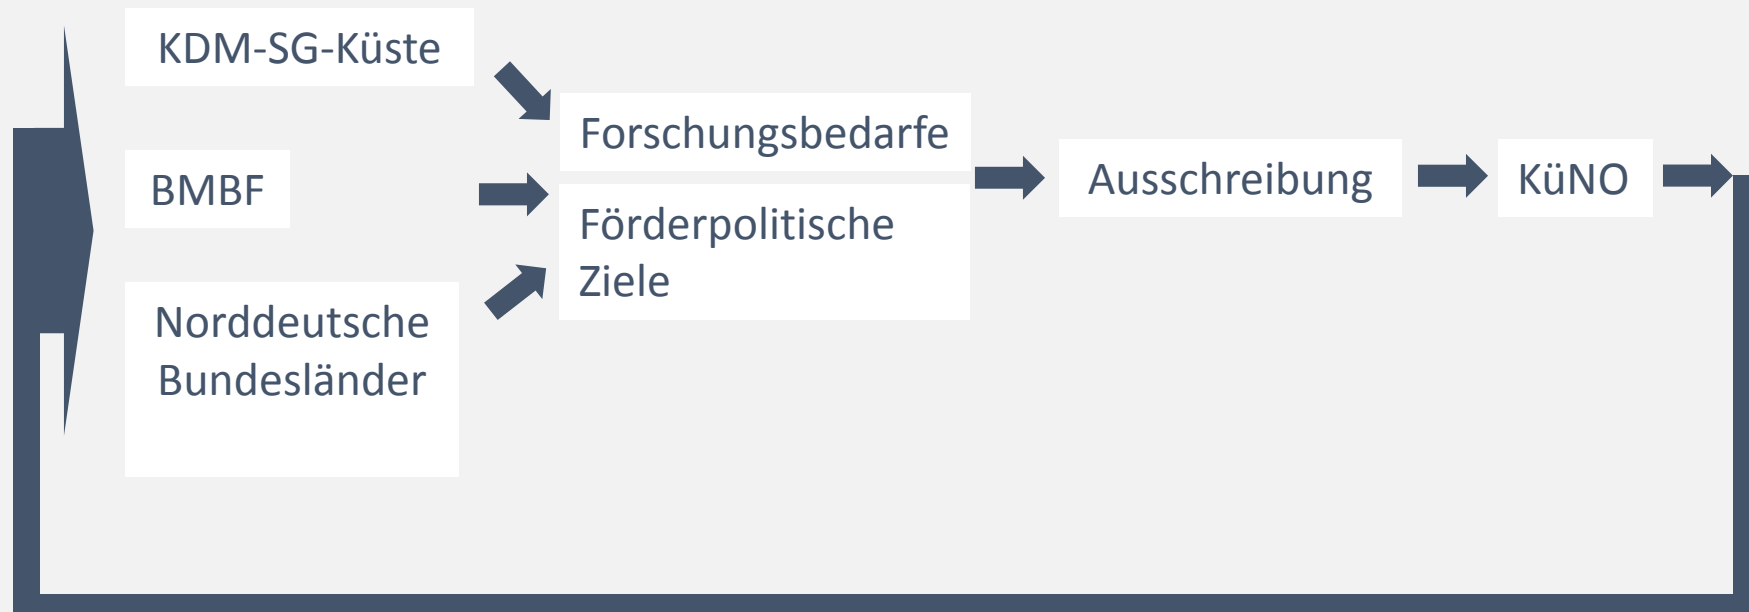 KDM-SG-Küste
BMBF
Norddeutsche
Bundesländer
Forschungsbedarfe
Förderpolitische
Ziele
Ausschreibung
KüNO